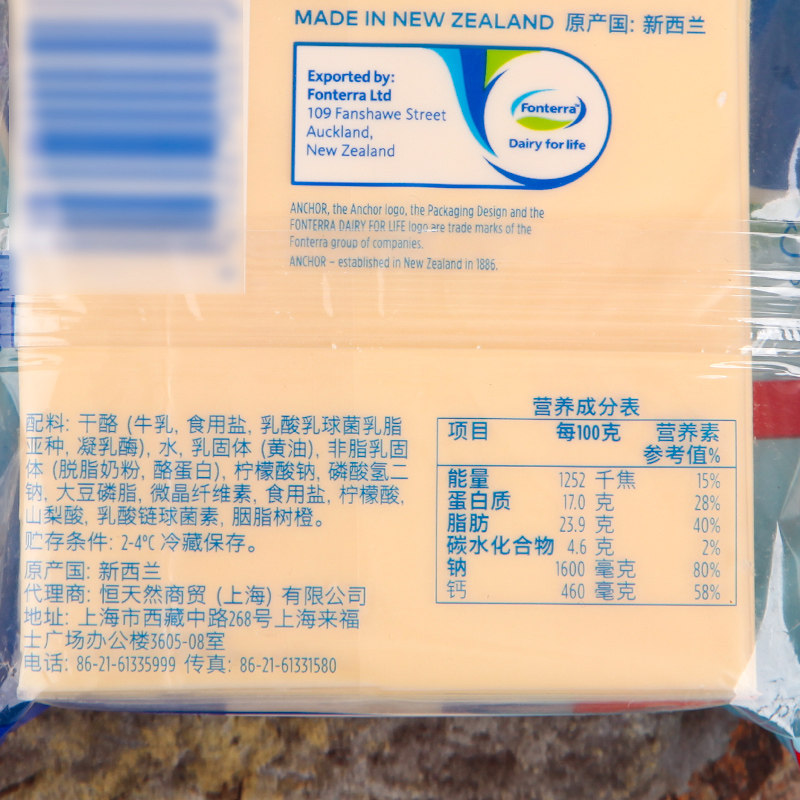 MADE IN NEW ZEALAND 原产国: 新西兰
Exported by:
Fonterra Ltd
109 Fanshawe Street
Auckland,
New Zealand
Fonterra™
Dairy for life
ANCHOR, the Anchor logo, the Packaging Design and the
FONTERRA DAIRY FOR LIFE logo are trade marks of the
Fonterra group of companies.
ANCHOR – established in New Zealand in 1886.
配料: 干酪 (牛乳, 食用盐, 乳酸乳球菌乳脂
亚种, 凝乳酶), 水, 乳固体 (黄油), 非脂乳固
体 (脱脂奶粉, 酪蛋白), 柠檬酸钠, 磷酸氢二
钠, 大豆磷脂, 微晶纤维素, 食用盐, 柠檬酸,
山梨酸, 乳酸链球菌素, 胭脂树橙。
贮存条件: 2-4℃ 冷藏保存。
原产国: 新西兰
代理商: 恒天然商贸 (上海) 有限公司
地址: 上海市西藏中路268号上海来福
士广场办公楼3605-08室
电话: 86-21-61335999 传真: 86-21-61331580
营养成分表
项目 每100克 营养素
参考值%
能量 1252 千焦 15%
蛋白质 17.0 克 28%
脂肪 23.9 克 40%
碳水化合物 4.6 克 2%
钠 1600 毫克 80%
钙 460 毫克 58%